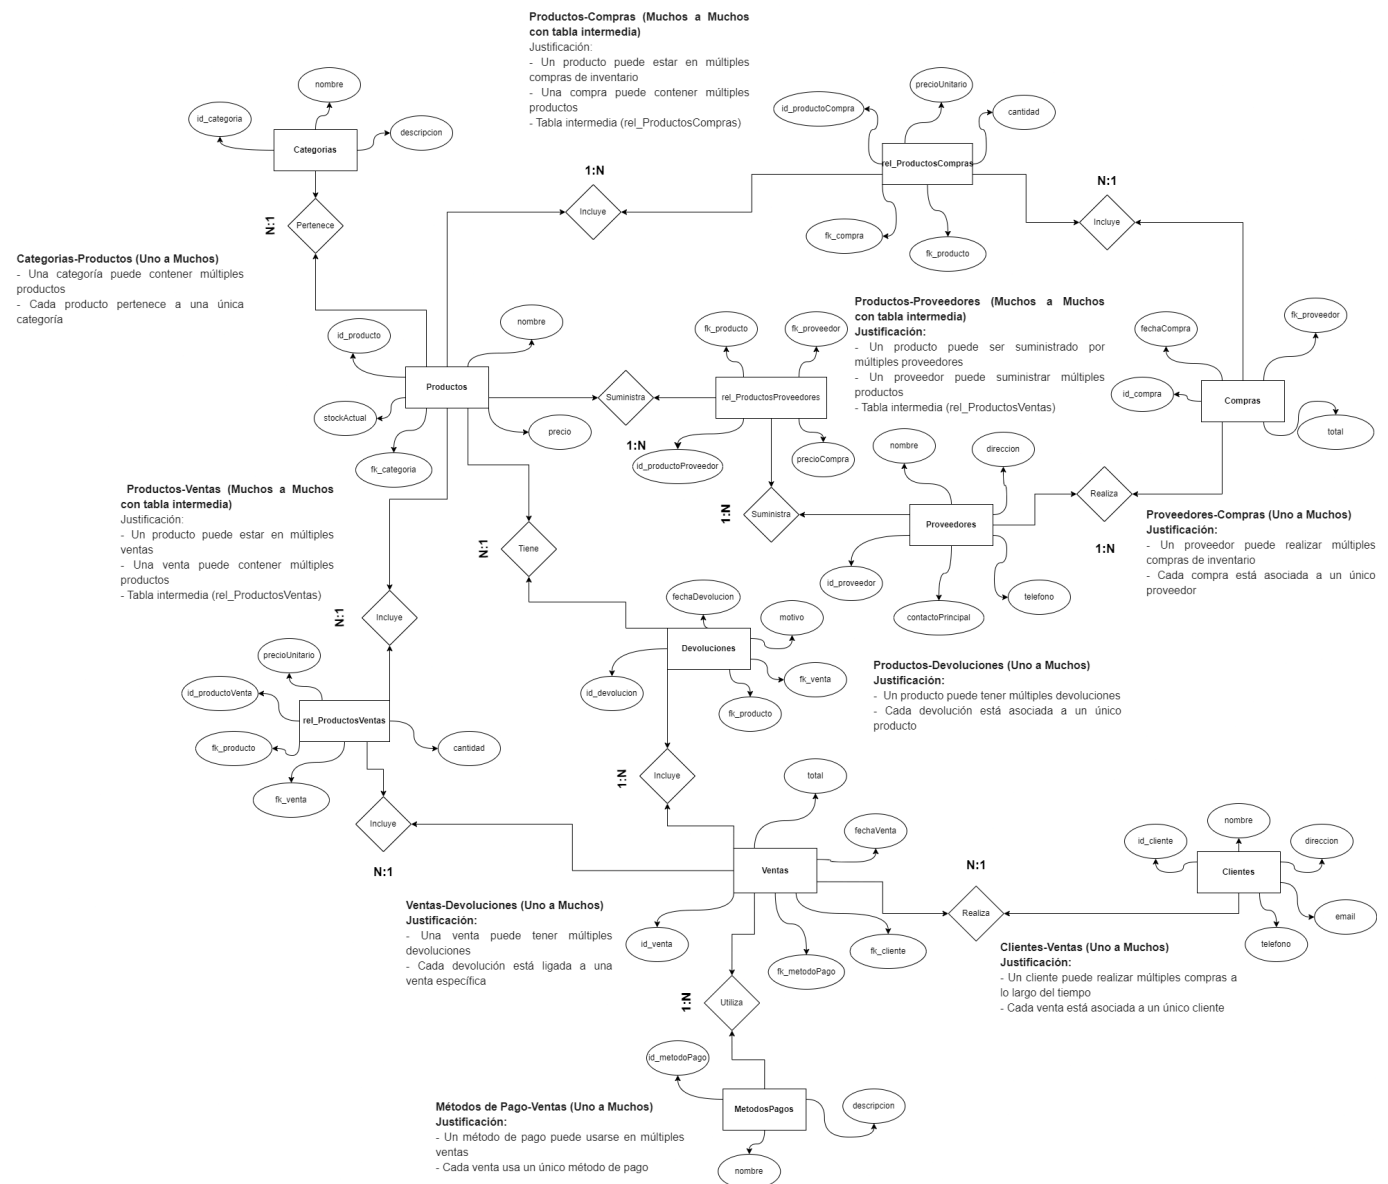 Productos-Compras (Muchos a Muchos
con tabla intermedia)
Justificación:
- Un producto puede estar en múltiples
compras de inventario
- Una compra puede contener múltiples
productos
- Tabla intermedia (rel_ProductosCompras)
nombre
id_categoria
descripcion
Categorias
N:1
Pertenece
Categorias-Productos (Uno a Muchos)
- Una categoría puede contener múltiples
productos
- Cada producto pertenece a una única
categoría
1:N
Incluye
precioUnitario
id_productoCompra
cantidad
rel_ProductosCompras
fk_compra
fk_producto
N:1
Incluye
Productos-Proveedores (Muchos a Muchos
con tabla intermedia)
Justificación:
- Un producto puede ser suministrado por
múltiples proveedores
- Un proveedor puede suministrar múltiples
productos
- Tabla intermedia (rel_ProductosVentas)
fk_proveedor
fechaCompra
id_compra
Compras
total
nombre
id_producto
Productos
stockActual
precio
fk_categoria
Suministra
1:N
fk_producto
fk_proveedor
rel_ProductosProveedores
id_productoProveedor
precioCompra
1:N
Suministra
nombre
direccion
Proveedores
id_proveedor
telefono
contactoPrincipal
Realiza
1:N
Proveedores-Compras (Uno a Muchos)
Justificación:
- Un proveedor puede realizar múltiples
compras de inventario
- Cada compra está asociada a un único
proveedor
Productos-Ventas (Muchos a Muchos
con tabla intermedia)
Justificación:
- Un producto puede estar en múltiples
ventas
- Una venta puede contener múltiples
productos
- Tabla intermedia (rel_ProductosVentas)
N:1
Tiene
N:1
Incluye
fechaDevolucion
motivo
Devoluciones
id_devolucion
fk_venta
fk_producto
Productos-Devoluciones (Uno a Muchos)
Justificación:
- Un producto puede tener múltiples devoluciones
- Cada devolución está asociada a un único
producto
precioUnitario
id_productoVenta
rel_ProductosVentas
fk_producto
cantidad
fk_venta
Incluye
N:1
1:N
Incluye
total
fechaVenta
Ventas
id_venta
fk_metodoPago
fk_cliente
N:1
Realiza
nombre
id_cliente
direccion
Clientes
email
telefono
Ventas-Devoluciones (Uno a Muchos)
Justificación:
- Una venta puede tener múltiples
devoluciones
- Cada devolución está ligada a una
venta específica
Clientes-Ventas (Uno a Muchos)
Justificación:
- Un cliente puede realizar múltiples compras a
lo largo del tiempo
- Cada venta está asociada a un único cliente
1:N
Utiliza
id_metodoPago
MetodosPagos
descripcion
nombre
Métodos de Pago-Ventas (Uno a Muchos)
Justificación:
- Un método de pago puede usarse en múltiples
ventas
- Cada venta usa un único método de pago